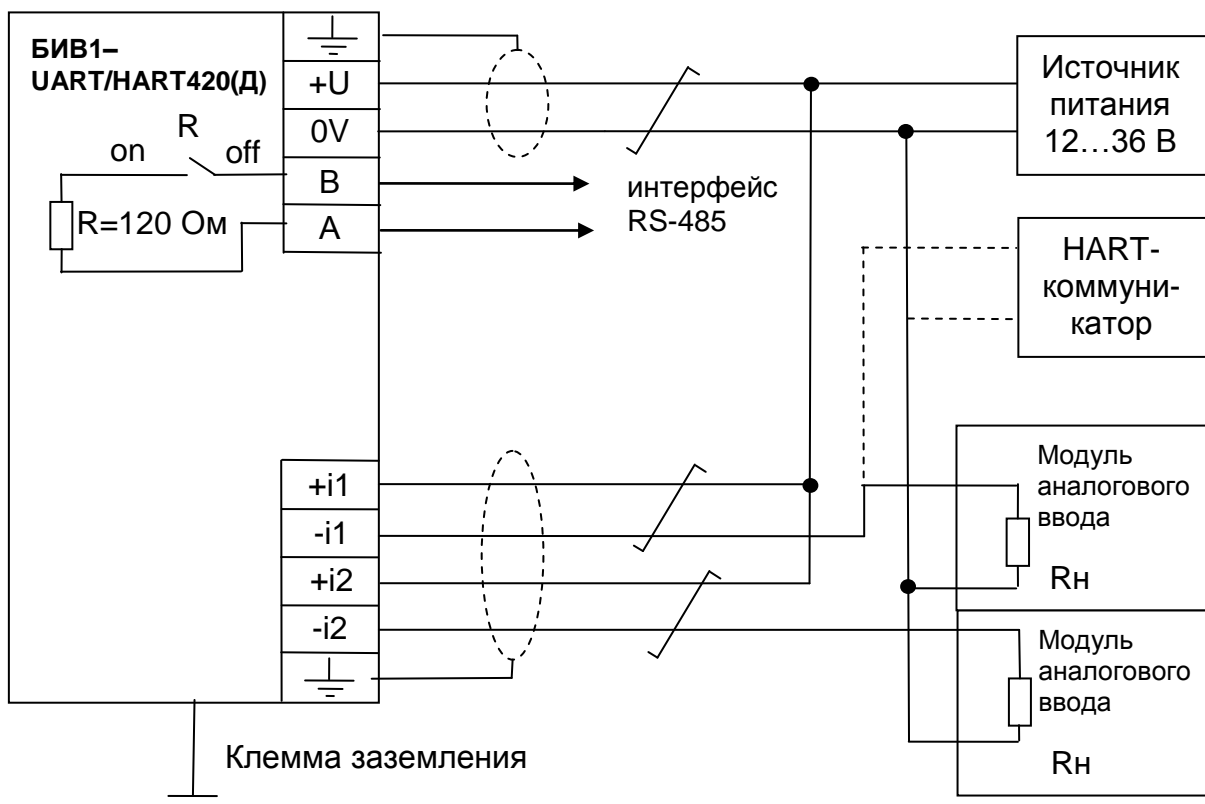 БИВ1–
UART/HART420(Д)
R
on off
R=120 Ом
+U
0V
B
A
интерфейс
RS-485
Источник
питания
12…36 В
HART-
коммуни-
катор
+i1
-i1
+i2
-i2
Модуль
аналогового
ввода
Rн
Модуль
аналогового
ввода
Rн
Клемма заземления